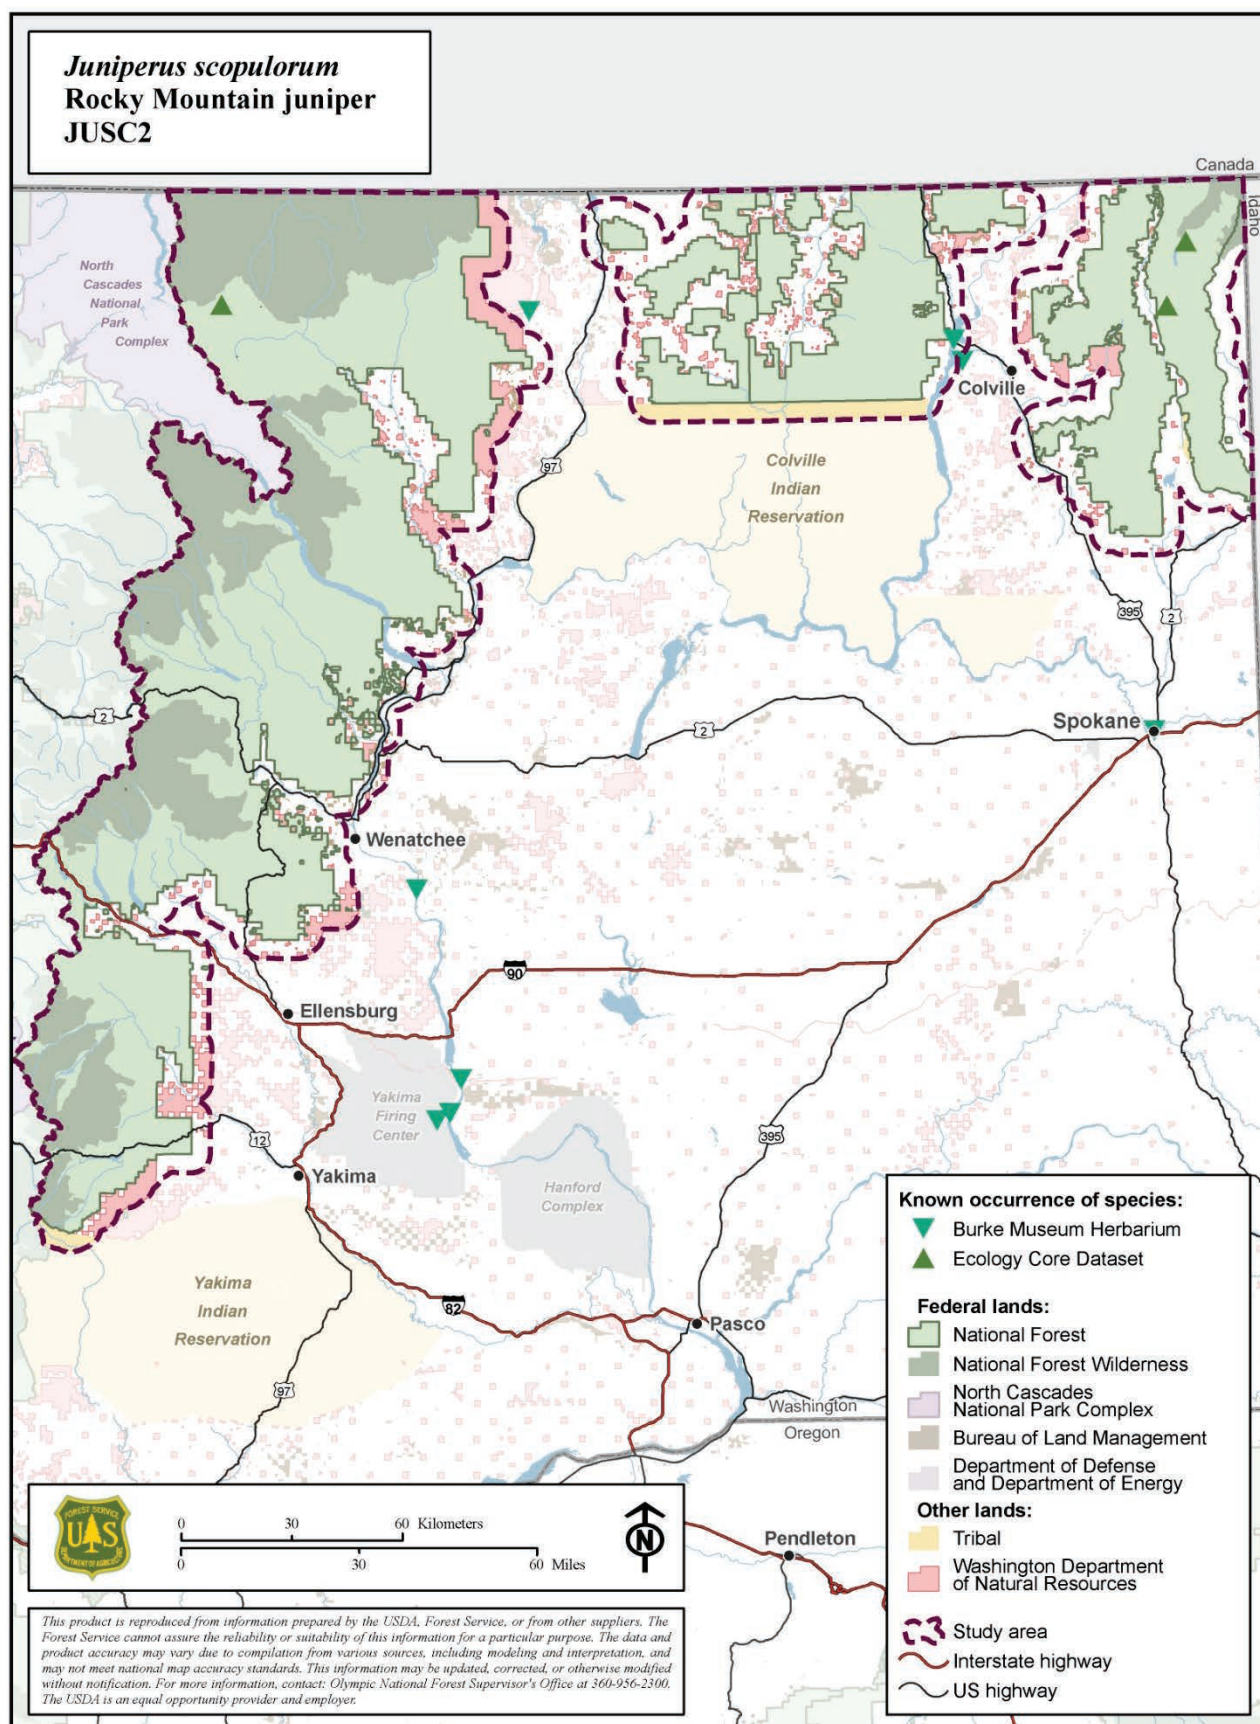 Juniperus scopulorum
Rocky Mountain juniper
JUSC2
Canada
Idaho
North
Cascades
National
Park
Complex
Colville
97
Colville
Indian
Reservation
395
2
2
2
Spokane
Wenatchee
90
Ellensburg
Yakima
Firing
Center
395
12
Yakima
Hanford
Complex
Yakima
Indian
Reservation
82
Pasco
97
Washington
Oregon
Pendleton
Known occurrence of species:
Burke Museum Herbarium
Ecology Core Dataset
Federal lands:
National Forest
National Forest Wilderness
North Cascades
National Park Complex
Bureau of Land Management
Department of Defense
and Department of Energy
Other lands:
Tribal
Washington Department
of Natural Resources
Study area
Interstate highway
US highway
FOREST SERVICE
U S
DEPARTMENT OF AGRICULTURE
0 30 60 Kilometers
0 30 60 Miles
N
This product is reproduced from information prepared by the USDA, Forest Service, or from other suppliers. The
Forest Service cannot assure the reliability or suitability of this information for a particular purpose. The data and
product accuracy may vary due to compilation from various sources, including modeling and interpretation, and
may not meet national map accuracy standards. This information may be updated, corrected, or otherwise modified
without notification. For more information, contact: Olympic National Forest Supervisor's Office at 360-956-2300.
The USDA is an equal opportunity provider and employer.